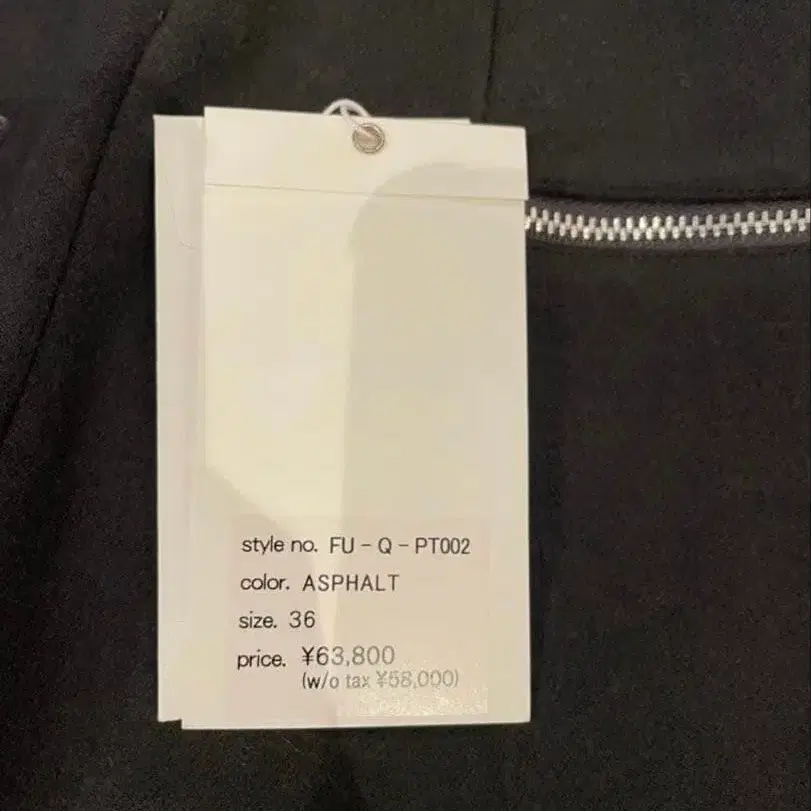 style no. FU - Q - PT002
color. ASPHALT
size. 36
price. ¥63,800
(w/o tax ¥58,000)